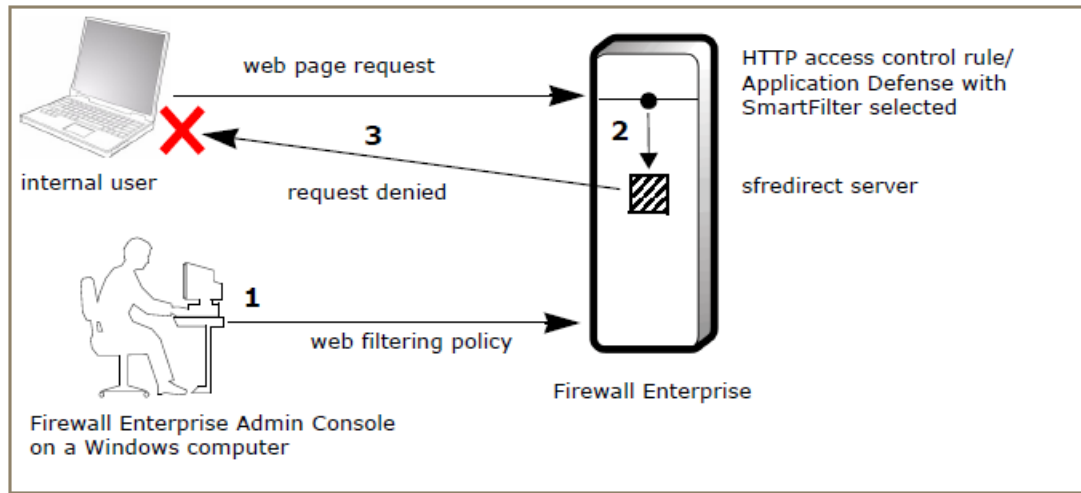 web page request
HTTP access control rule/
Application Defense with
SmartFilter selected
2
3
internal user
request denied
sfredirect server
1
web filtering policy
Firewall Enterprise
Firewall Enterprise Admin Console
on a Windows computer